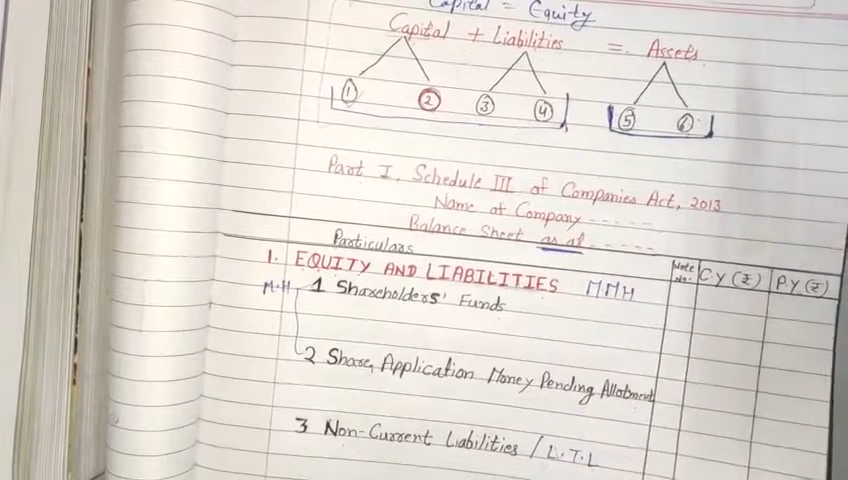 Capital = Equity
Capital + Liabilities = Assets
1 2 3 4 5 6
Part I, Schedule III of Companies Act, 2013
Name of Company -----
Balance Sheet as at -----
Particulars Note No. C.Y (₹) P.Y (₹)
1. EQUITY AND LIABILITIES MMH
M.H 1 Shareholders' Funds
2 Share, Application Money Pending Allotment
3 Non-Current Liabilities / L.T.L